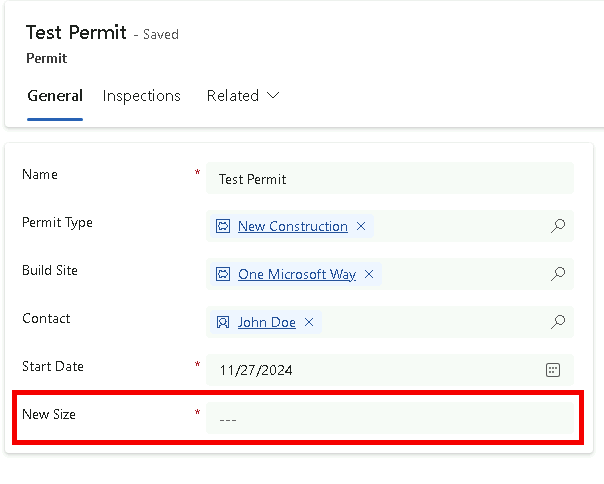 Test Permit - Saved
Permit
General Inspections Related
Name * Test Permit
Permit Type New Construction
Build Site One Microsoft Way
Contact John Doe
Start Date * 11/27/2024
New Size * ---